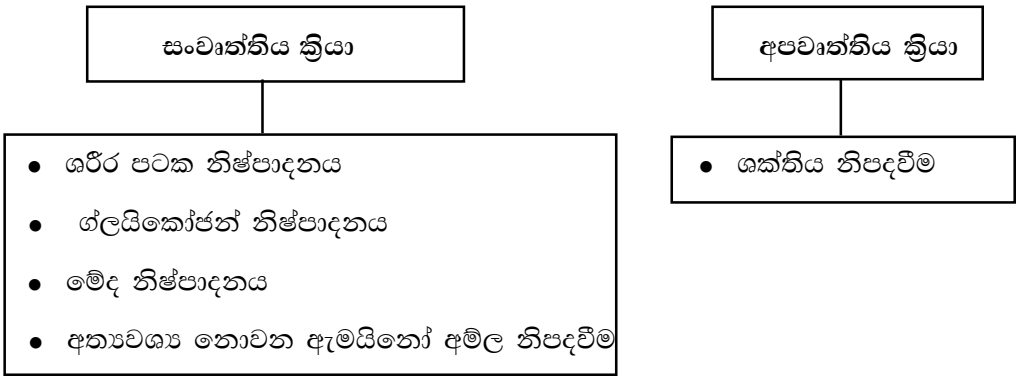 සංවෘත්තිය ක්‍රියා
• ශරීර පටක නිෂ්පාදනය
• ග්ලයිකෝජන් නිෂ්පාදනය
• මේද නිෂ්පාදනය
• අත්‍යවශ්‍ය නොවන ඇමයිනෝ අම්ල නිපදවීම
අපවෘත්තිය ක්‍රියා
• ශක්තිය නිපදවීම